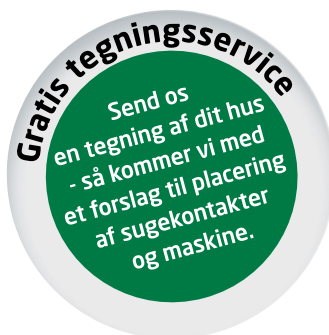 Gratis tegningsservice
Send os
en tegning af dit hus
- så kommer vi med
et forslag til placering
af sugekontakter
og maskine.